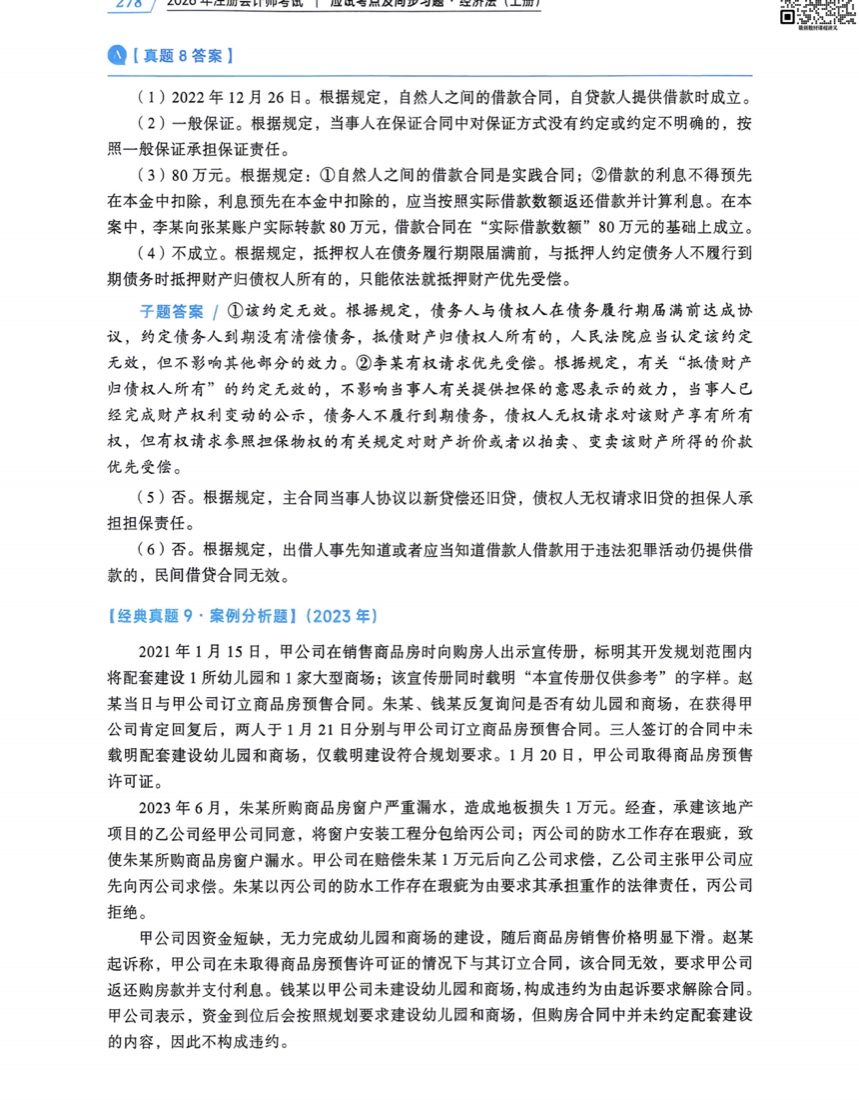 278 / 2026年注册会计师考试 | 应试考点及同步习题·经济法（上册）
【真题8答案】
（1）2022年12月26日。根据规定，自然人之间的借款合同，自贷款人提供借款时成立。
（2）一般保证。根据规定，当事人在保证合同中对保证方式没有约定或约定不明确的，按
照一般保证承担保证责任。
（3）80万元。根据规定：①自然人之间的借款合同是实践合同；②借款的利息不得预先
在本金中扣除，利息预先在本金中扣除的，应当按照实际借款数额返还借款并计算利息。在本
案中，李某向张某账户实际转款80万元，借款合同在“实际借款数额”80万元的基础上成立。
（4）不成立。根据规定，抵押权人在债务履行期限届满前，与抵押人约定债务人不履行到
期债务时抵押财产归债权人所有的，只能依法就抵押财产优先受偿。
子题答案 / ①该约定无效。根据规定，债务人与债权人在债务履行期届满前达成协
议，约定债务人到期没有清偿债务，抵债财产归债权人所有的，人民法院应当认定该约定
无效，但不影响其他部分的效力。②李某有权请求优先受偿。根据规定，有关“抵债财产
归债权人所有”的约定无效的，不影响当事人有关提供担保的意思表示的效力，当事人已
经完成财产权利变动的公示，债务人不履行到期债务，债权人无权请求对该财产享有所有
权，但有权请求参照担保物权的有关规定对财产折价或者以拍卖、变卖该财产所得的价款
优先受偿。
（5）否。根据规定，主合同当事人协议以新贷偿还旧贷，债权人无权请求旧贷的担保人承
担担保责任。
（6）否。根据规定，出借人事先知道或者应当知道借款人借款用于违法犯罪活动仍提供借
款的，民间借贷合同无效。
【经典真题9·案例分析题】（2023年）
2021年1月15日，甲公司在销售商品房时向购房人出示宣传册，标明其开发规划范围内
将配套建设1所幼儿园和1家大型商场；该宣传册同时载明“本宣传册仅供参考”的字样。赵
某当日与甲公司订立商品房预售合同。朱某、钱某反复询问是否有幼儿园和商场，在获得甲
公司肯定回复后，两人于1月21日分别与甲公司订立商品房预售合同。三人签订的合同中未
载明配套建设幼儿园和商场，仅载明建设符合规划要求。1月20日，甲公司取得商品房预售
许可证。
2023年6月，朱某所购商品房窗户严重漏水，造成地板损失1万元。经查，承建该地产
项目的乙公司经甲公司同意，将窗户安装工程分包给丙公司；丙公司的防水工作存在瑕疵，致
使朱某所购商品房窗户漏水。甲公司在赔偿朱某1万元后向乙公司求偿，乙公司主张甲公司应
先向丙公司求偿。朱某以丙公司的防水工作存在瑕疵为由要求其承担重作的法律责任，丙公司
拒绝。
甲公司因资金短缺，无力完成幼儿园和商场的建设，随后商品房销售价格明显下滑。赵某
起诉称，甲公司在未取得商品房预售许可证的情况下与其订立合同，该合同无效，要求甲公司
返还购房款并支付利息。钱某以甲公司未建设幼儿园和商场，构成违约为由起诉要求解除合同。
甲公司表示，资金到位后会按照规划要求建设幼儿园和商场，但购房合同中并未约定配套建设
的内容，因此不构成违约。